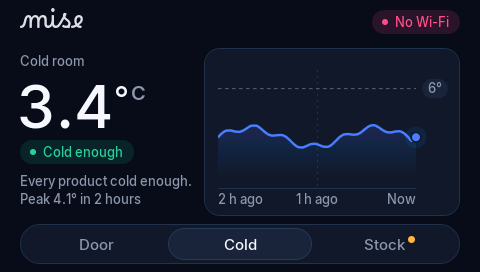 mise
No Wi-Fi
Cold room
3.4°C
Cold enough
Every product cold enough.
Peak 4.1° in 2 hours
6°
2 h ago
1 h ago
Now
Door
Cold
Stock